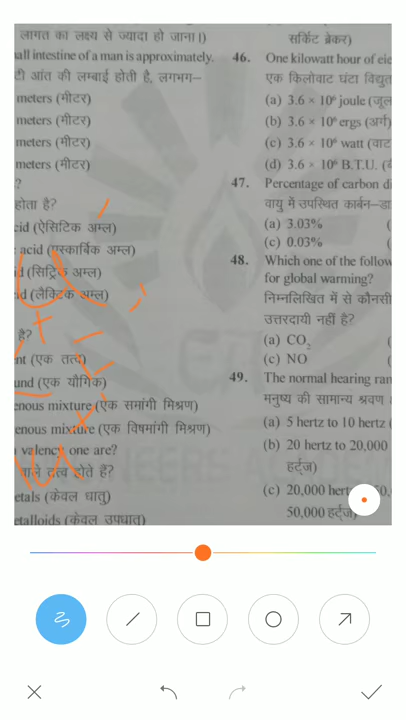 लागत का लक्ष्य से ज्यादा हो जाना।)
all intestine of a man is approximately.
टी आंत की लम्बाई होती है, लगभग–
meters (मीटर)
meters (मीटर)
meters (मीटर)
meters (मीटर)
?
होता है?
cid (ऐसिटिक अम्ल)
acid (एस्कार्बिक अम्ल)
id (सिट्रिक अम्ल)
id (लैक्टिक अम्ल)
है?
nt (एक तत्व)
und (एक यौगिक)
enous mixture (एक समांगी मिश्रण)
enous mixture (एक विषमांगी मिश्रण)
valency one are?
वाले तत्व होते हैं?
etals (केवल धातु)
etalloids (केवल उपधातु)
सर्किट ब्रेकर)
46. One kilowatt hour of ele
एक किलोवाट घंटा विद्युत
(a) 3.6 × 10⁶ joule (जूल
(b) 3.6 × 10⁶ ergs (अर्ग)
(c) 3.6 × 10⁶ watt (वाट
(d) 3.6 × 10⁶ B.T.U.
47. Percentage of carbon di
वायु में उपस्थित कार्बन–डा
(a) 3.03%
(c) 0.03%
48. Which one of the follow
for global warming?
निम्नलिखित में से कौनसी
उत्तरदायी नहीं है?
(a) CO₂
(c) NO
49. The normal hearing ran
मनुष्य की सामान्य श्रवण
(a) 5 hertz to 10 hertz
(b) 20 hertz to 20,000
हर्ट्ज)
(c) 20,000 hert
50,000 हर्ट्ज)